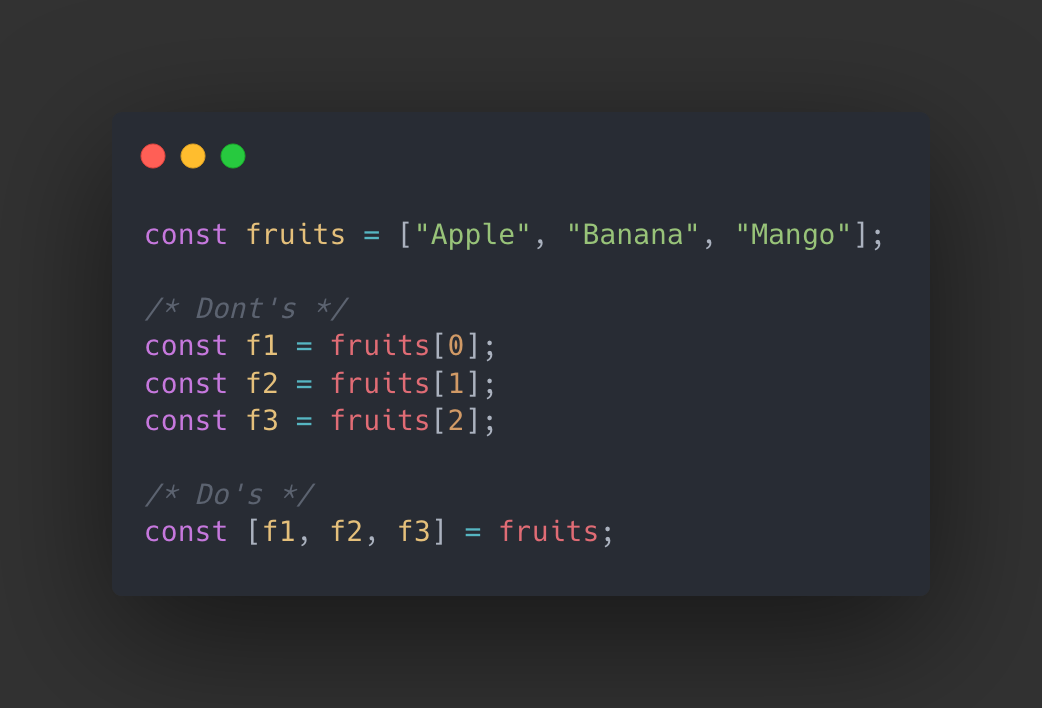 const fruits = ["Apple", "Banana", "Mango"];
/* Dont's */
const f1 = fruits[0];
const f2 = fruits[1];
const f3 = fruits[2];
/* Do's */
const [f1, f2, f3] = fruits;